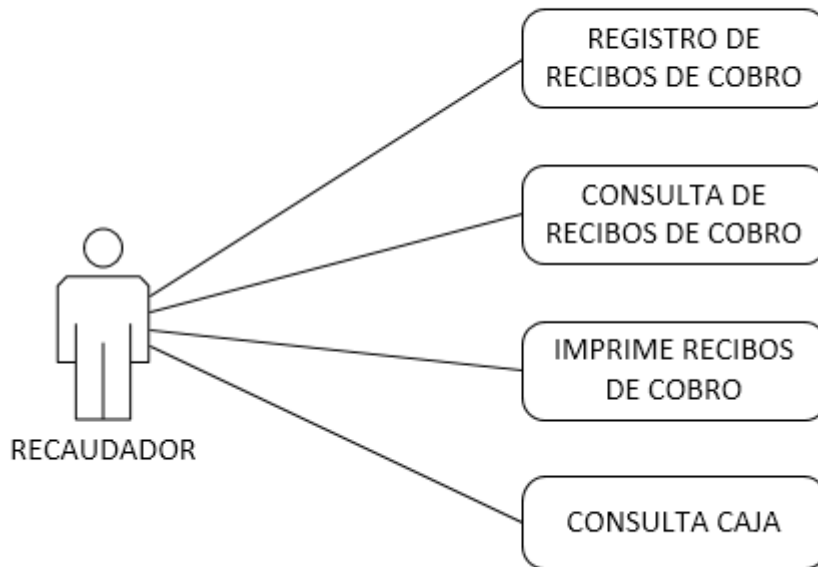 REGISTRO DE
RECIBOS DE COBRO
CONSULTA DE
RECIBOS DE COBRO
IMPRIME RECIBOS
DE COBRO
RECAUDADOR
CONSULTA CAJA